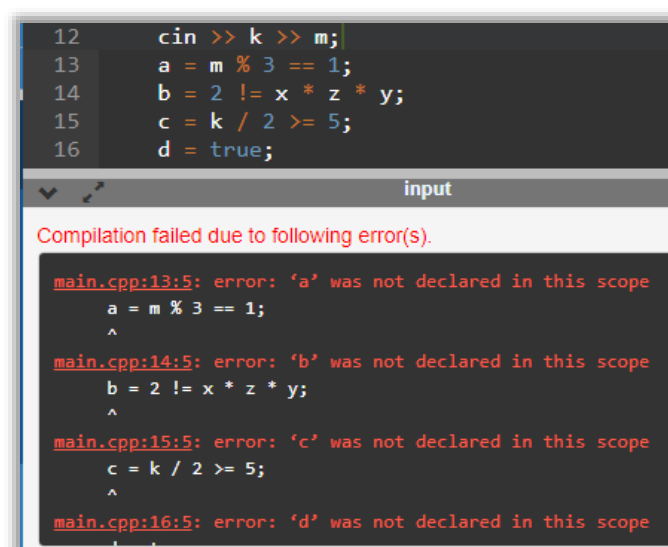 12 cin >> k >> m;
13 a = m % 3 == 1;
14 b = 2 != x * z * y;
15 c = k / 2 >= 5;
16 d = true;
input
Compilation failed due to following error(s).
main.cpp:13:5: error: ‘a’ was not declared in this scope
a = m % 3 == 1;
^
main.cpp:14:5: error: ‘b’ was not declared in this scope
b = 2 != x * z * y;
^
main.cpp:15:5: error: ‘c’ was not declared in this scope
c = k / 2 >= 5;
^
main.cpp:16:5: error: ‘d’ was not declared in this scope